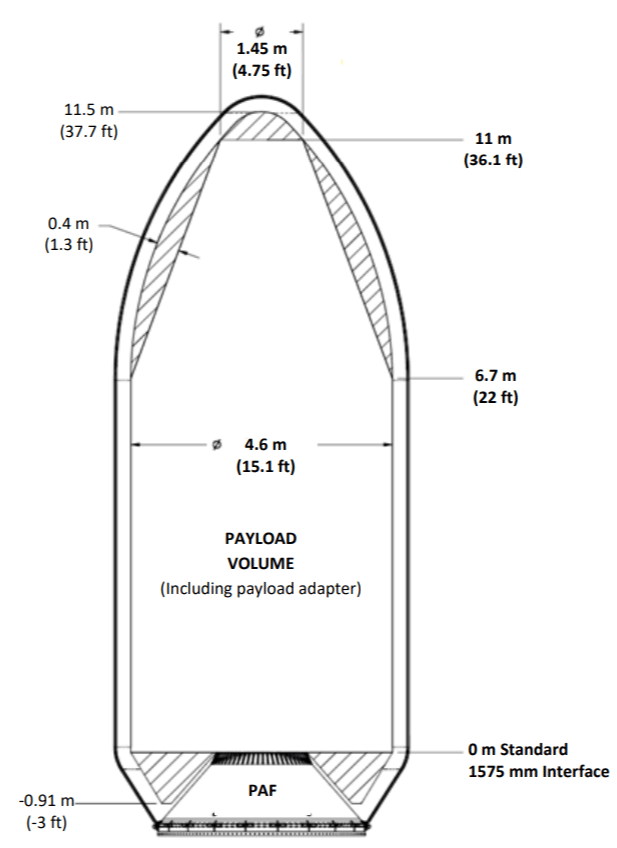 ø
1.45 m
(4.75 ft)
11.5 m
(37.7 ft)
11 m
(36.1 ft)
0.4 m
(1.3 ft)
6.7 m
(22 ft)
ø 4.6 m
(15.1 ft)
PAYLOAD
VOLUME
(Including payload adapter)
0 m Standard
1575 mm Interface
PAF
-0.91 m
(-3 ft)